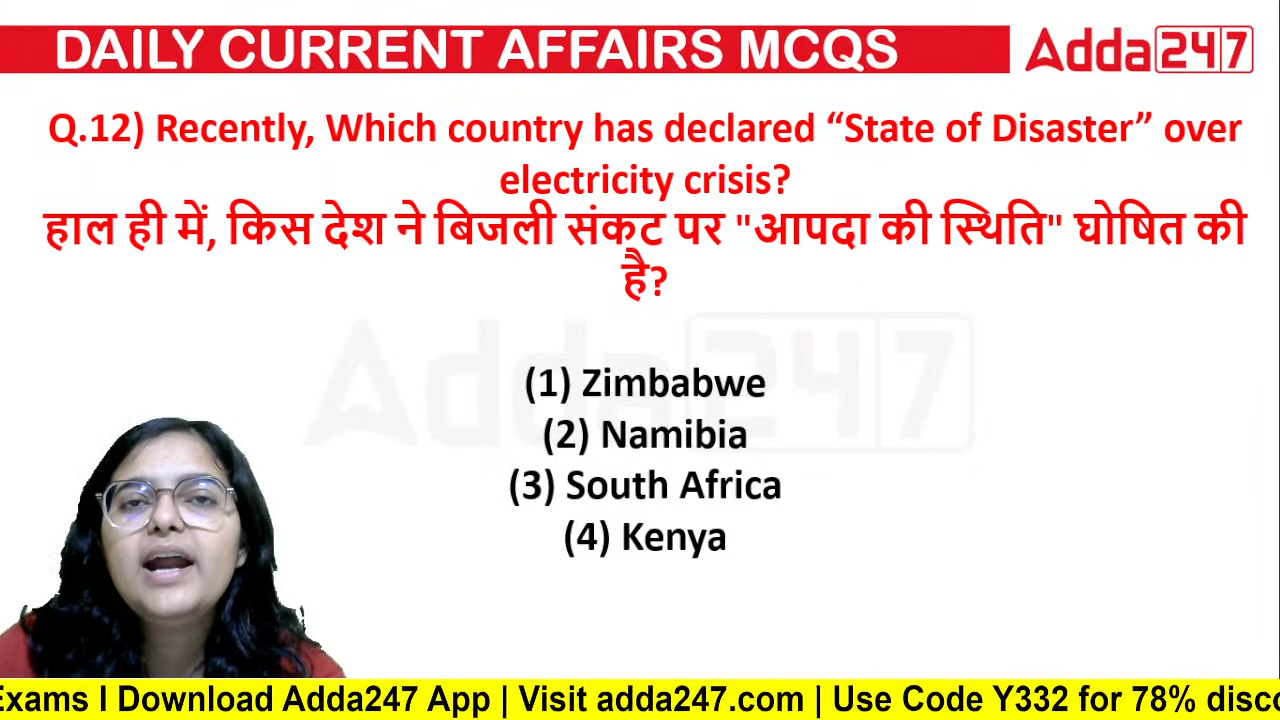 DAILY CURRENT AFFAIRS MCQS
Adda247
Q.12) Recently, Which country has declared “State of Disaster” over
electricity crisis?
हाल ही में, किस देश ने बिजली संकट पर "आपदा की स्थिति" घोषित की
है?
Adda247
(1) Zimbabwe
(2) Namibia
(3) South Africa
(4) Kenya
Exams I Download Adda247 App | Visit adda247.com | Use Code Y332 for 78% disco